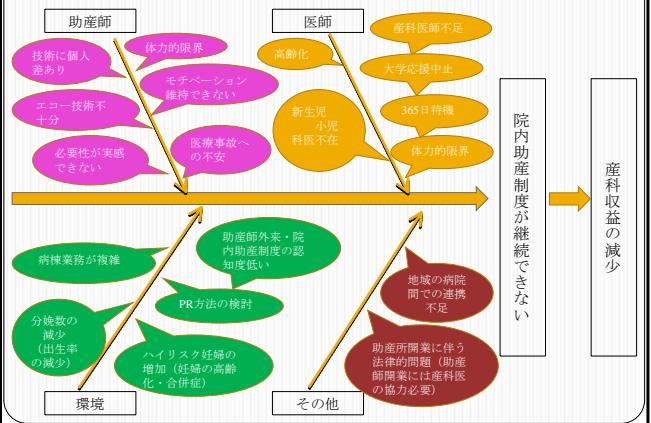 助産師
医師
技術に個人
差あり
体力的限界
モチベーション
維持できない
エコー技術不
十分
必要性が実感
できない
医療事故へ
の不安
高齢化
産科医師不足
大学応援中止
365日待機
新生児
小児
科医不在
体力的限界
院内助産制度が継続できない
産科収益の減少
病棟業務が複雑
助産師外来・院
内助産制度の認
知度低い
PR方法の検討
分娩数の
減少
（出生率
の減少）
ハイリスク妊婦の
増加（妊婦の高齢
化・合併症）
地域の病院
間での連携
不足
助産所開業に伴う
法律的問題（助産
師開業には産科医
の協力必要）
環境
その他